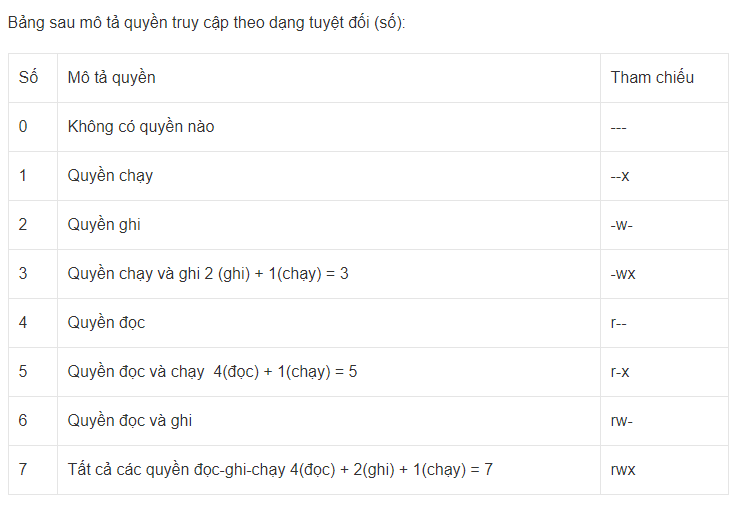 Bảng sau mô tả quyền truy cập theo dạng tuyệt đối (số):
Số Mô tả quyền Tham chiếu
0 Không có quyền nào ---
1 Quyền chạy --x
2 Quyền ghi -w-
3 Quyền chạy và ghi 2 (ghi) + 1(chạy) = 3 -wx
4 Quyền đọc r--
5 Quyền đọc và chạy  4(đọc) + 1(chạy) = 5 r-x
6 Quyền đọc và ghi rw-
7 Tất cả các quyền đọc-ghi-chạy 4(đọc) + 2(ghi) + 1(chạy) = 7 rwx